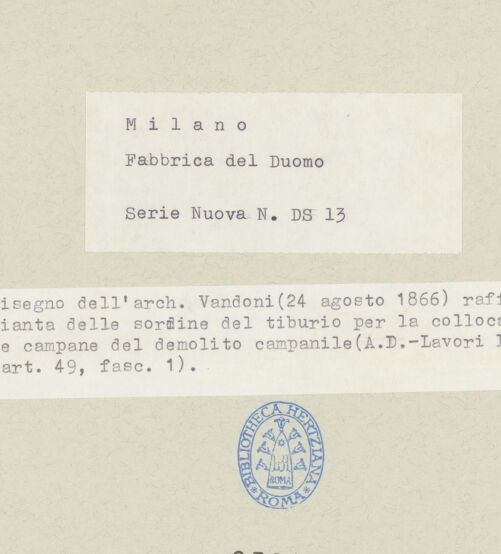 M i l a n o
Fabbrica del Duomo
Serie Nuova N. DS 13
isegno dell'arch. Vandoni(24 agosto 1866) raff
ianta delle sordine del tiburio per la colloca
e campane del demolito campanile(A.D.-Lavori
art. 49, fasc. 1).
BIBLIOTHECA HERTZIANA
ROMA
*ROMA*